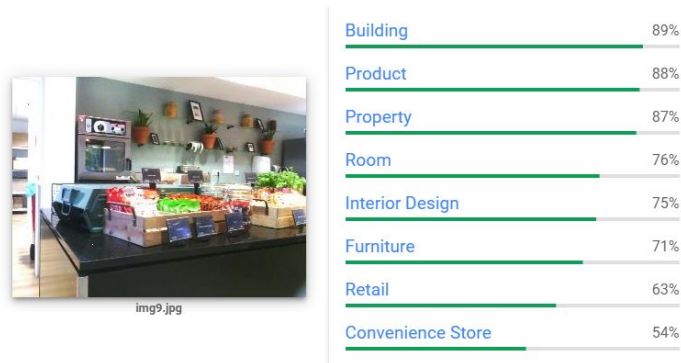 Building 89%
Product 88%
Property 87%
Room 76%
Interior Design 75%
Furniture 71%
Retail 63%
Convenience Store 54%
img9.jpg